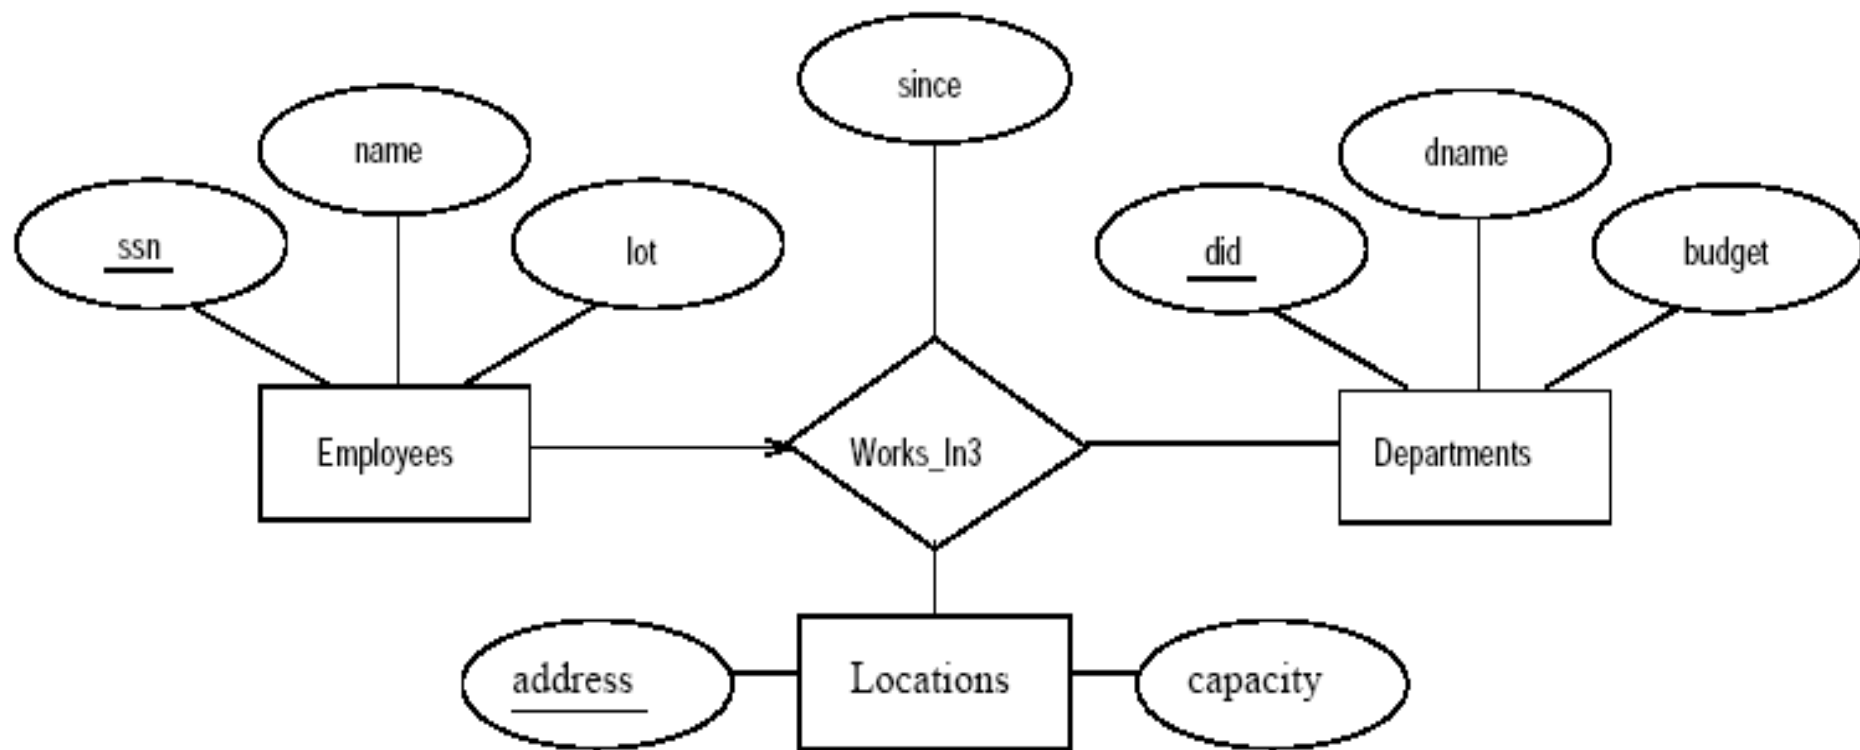 since
name
dname
ssn
lot
did
budget
Employees
Works_In3
Departments
address
Locations
capacity